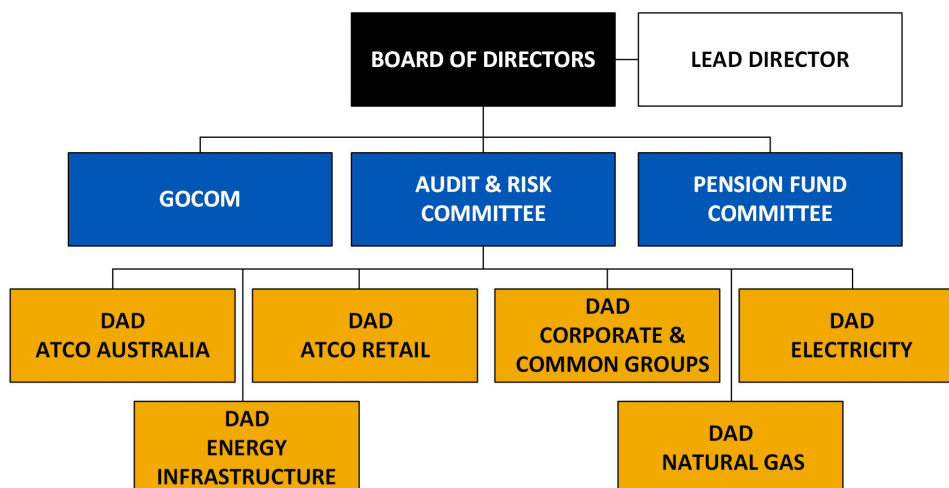 BOARD OF DIRECTORS
LEAD DIRECTOR
GOCOM
AUDIT & RISK
COMMITTEE
PENSION FUND
COMMITTEE
DAD
ATCO AUSTRALIA
DAD
ATCO RETAIL
DAD
CORPORATE &
COMMON GROUPS
DAD
ELECTRICITY
DAD
ENERGY
INFRASTRUCTURE
DAD
NATURAL GAS